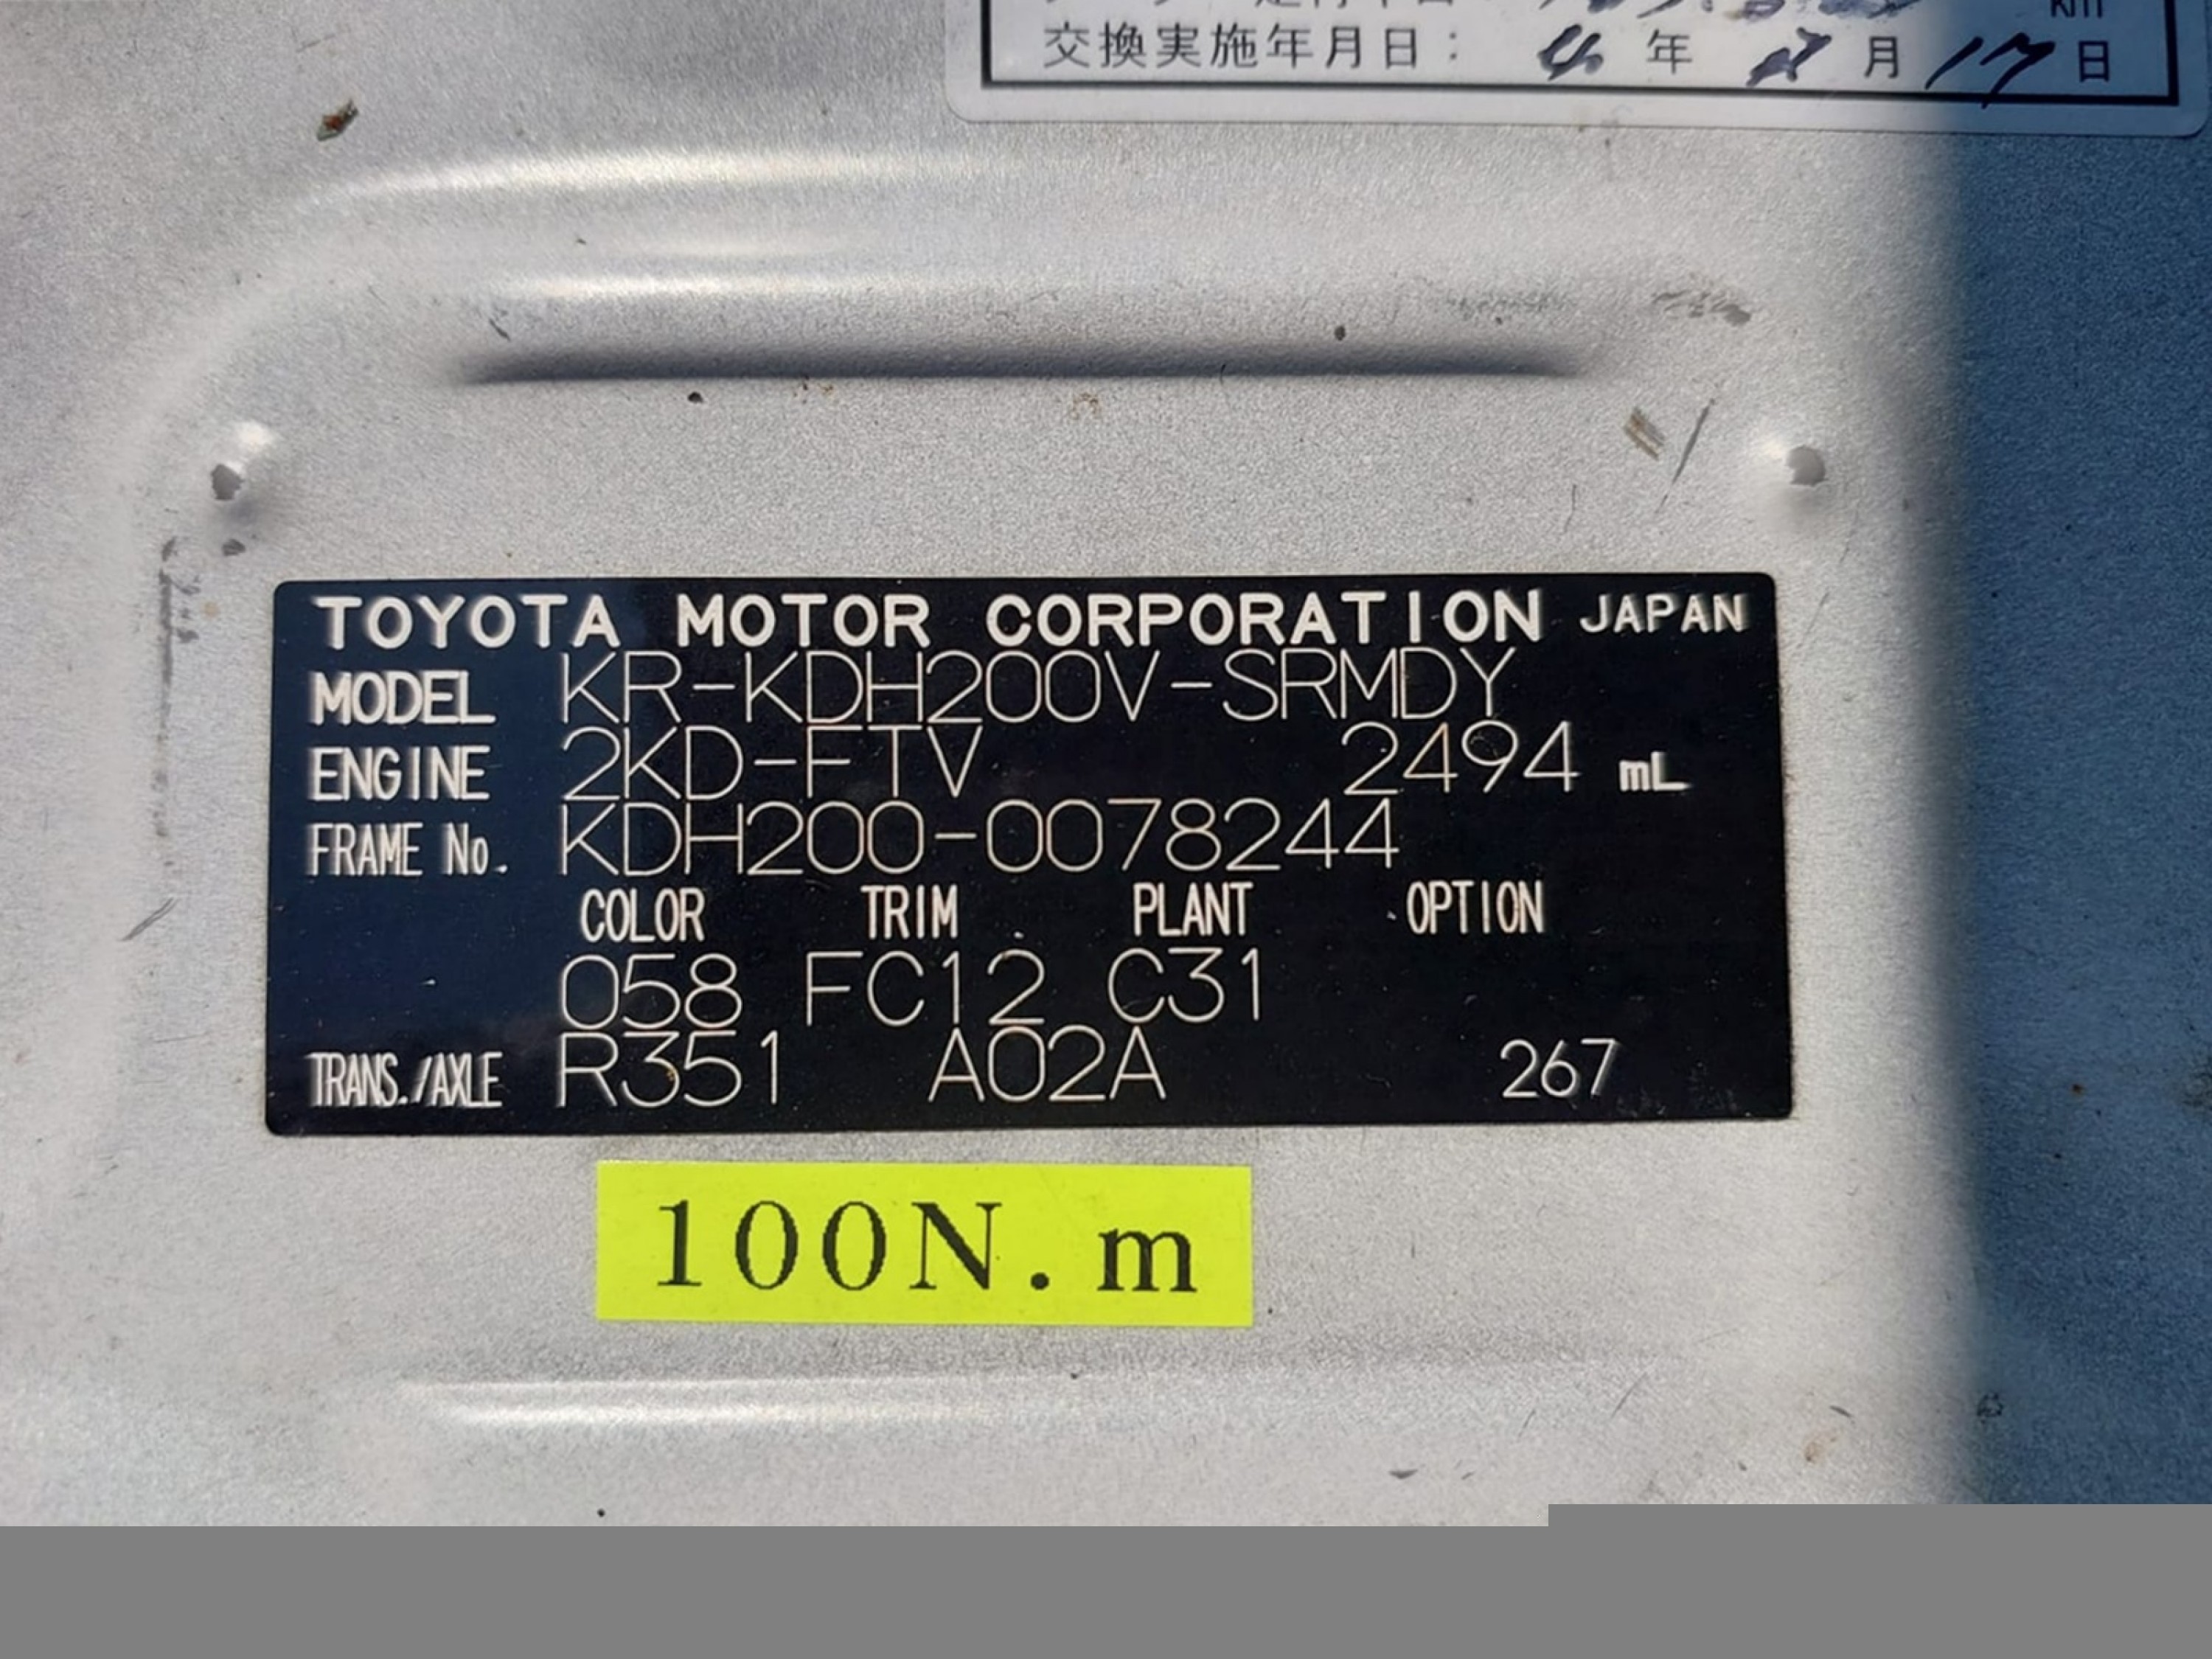 km
交換実施年月日: 年 月 17 日
TOYOTA MOTOR CORPORATION JAPAN
MODEL KR-KDH200V-SRMDY
ENGINE 2KD-FTV 2494 mL
FRAME No. KDH200-0078244
COLOR TRIM PLANT OPTION
058 FC12 C31
TRANS./AXLE R351 A02A 267
100N.m